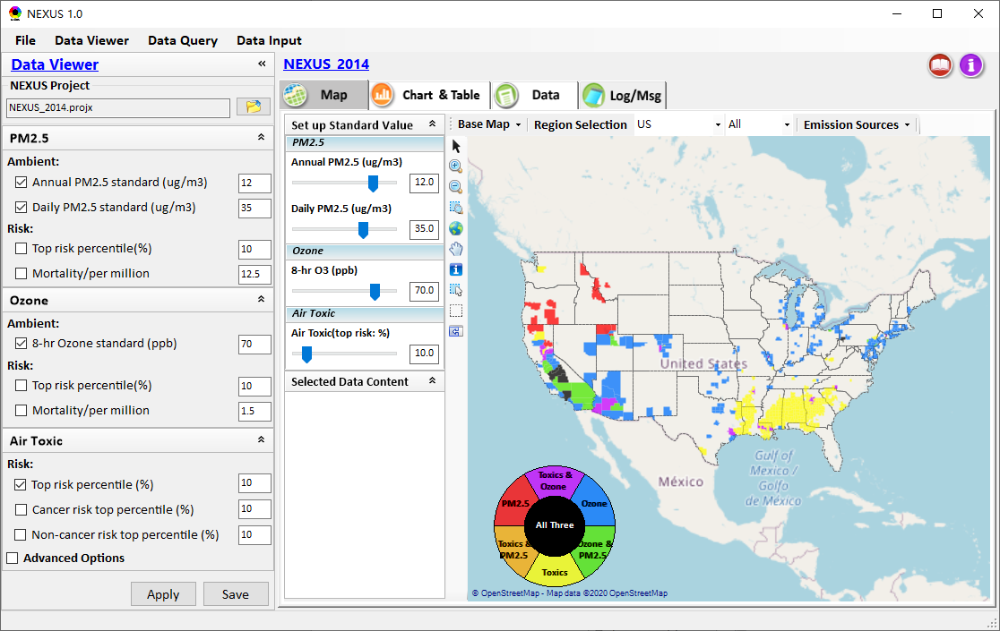 NEXUS 1.0
File Data Viewer Data Query Data Input
Data Viewer «
NEXUS Project
NEXUS_2014.projx
PM2.5
Ambient:
Annual PM2.5 standard (ug/m3) 12
Daily PM2.5 standard (ug/m3) 35
Risk:
Top risk percentile(%) 10
Mortality/per million 12.5
Ozone
Ambient:
8-hr Ozone standard (ppb) 70
Risk:
Top risk percentile(%) 10
Mortality/per million 1.5
Air Toxic
Risk:
Top risk percentile (%) 10
Cancer risk top percentile (%) 10
Non-cancer risk top percentile (%) 10
Advanced Options
Apply Save
NEXUS_2014
Map Chart & Table Data Log/Msg
Set up Standard Value
PM2.5
Annual PM2.5 (ug/m3)
12.0
Daily PM2.5 (ug/m3)
35.0
Ozone
8-hr O3 (ppb)
70.0
Air Toxic
Air Toxic(top risk: %)
10.0
Selected Data Content
Base Map Region Selection US All Emission Sources
United States
Gulf of
Mexico /
Golfo
de México
México
Toxics &
Ozone
PM2.5
Ozone
All Three
Toxics &
PM2.5
Ozone &
PM2.5
Toxics
© OpenStreetMap - Map data ©2020 OpenStreetMap